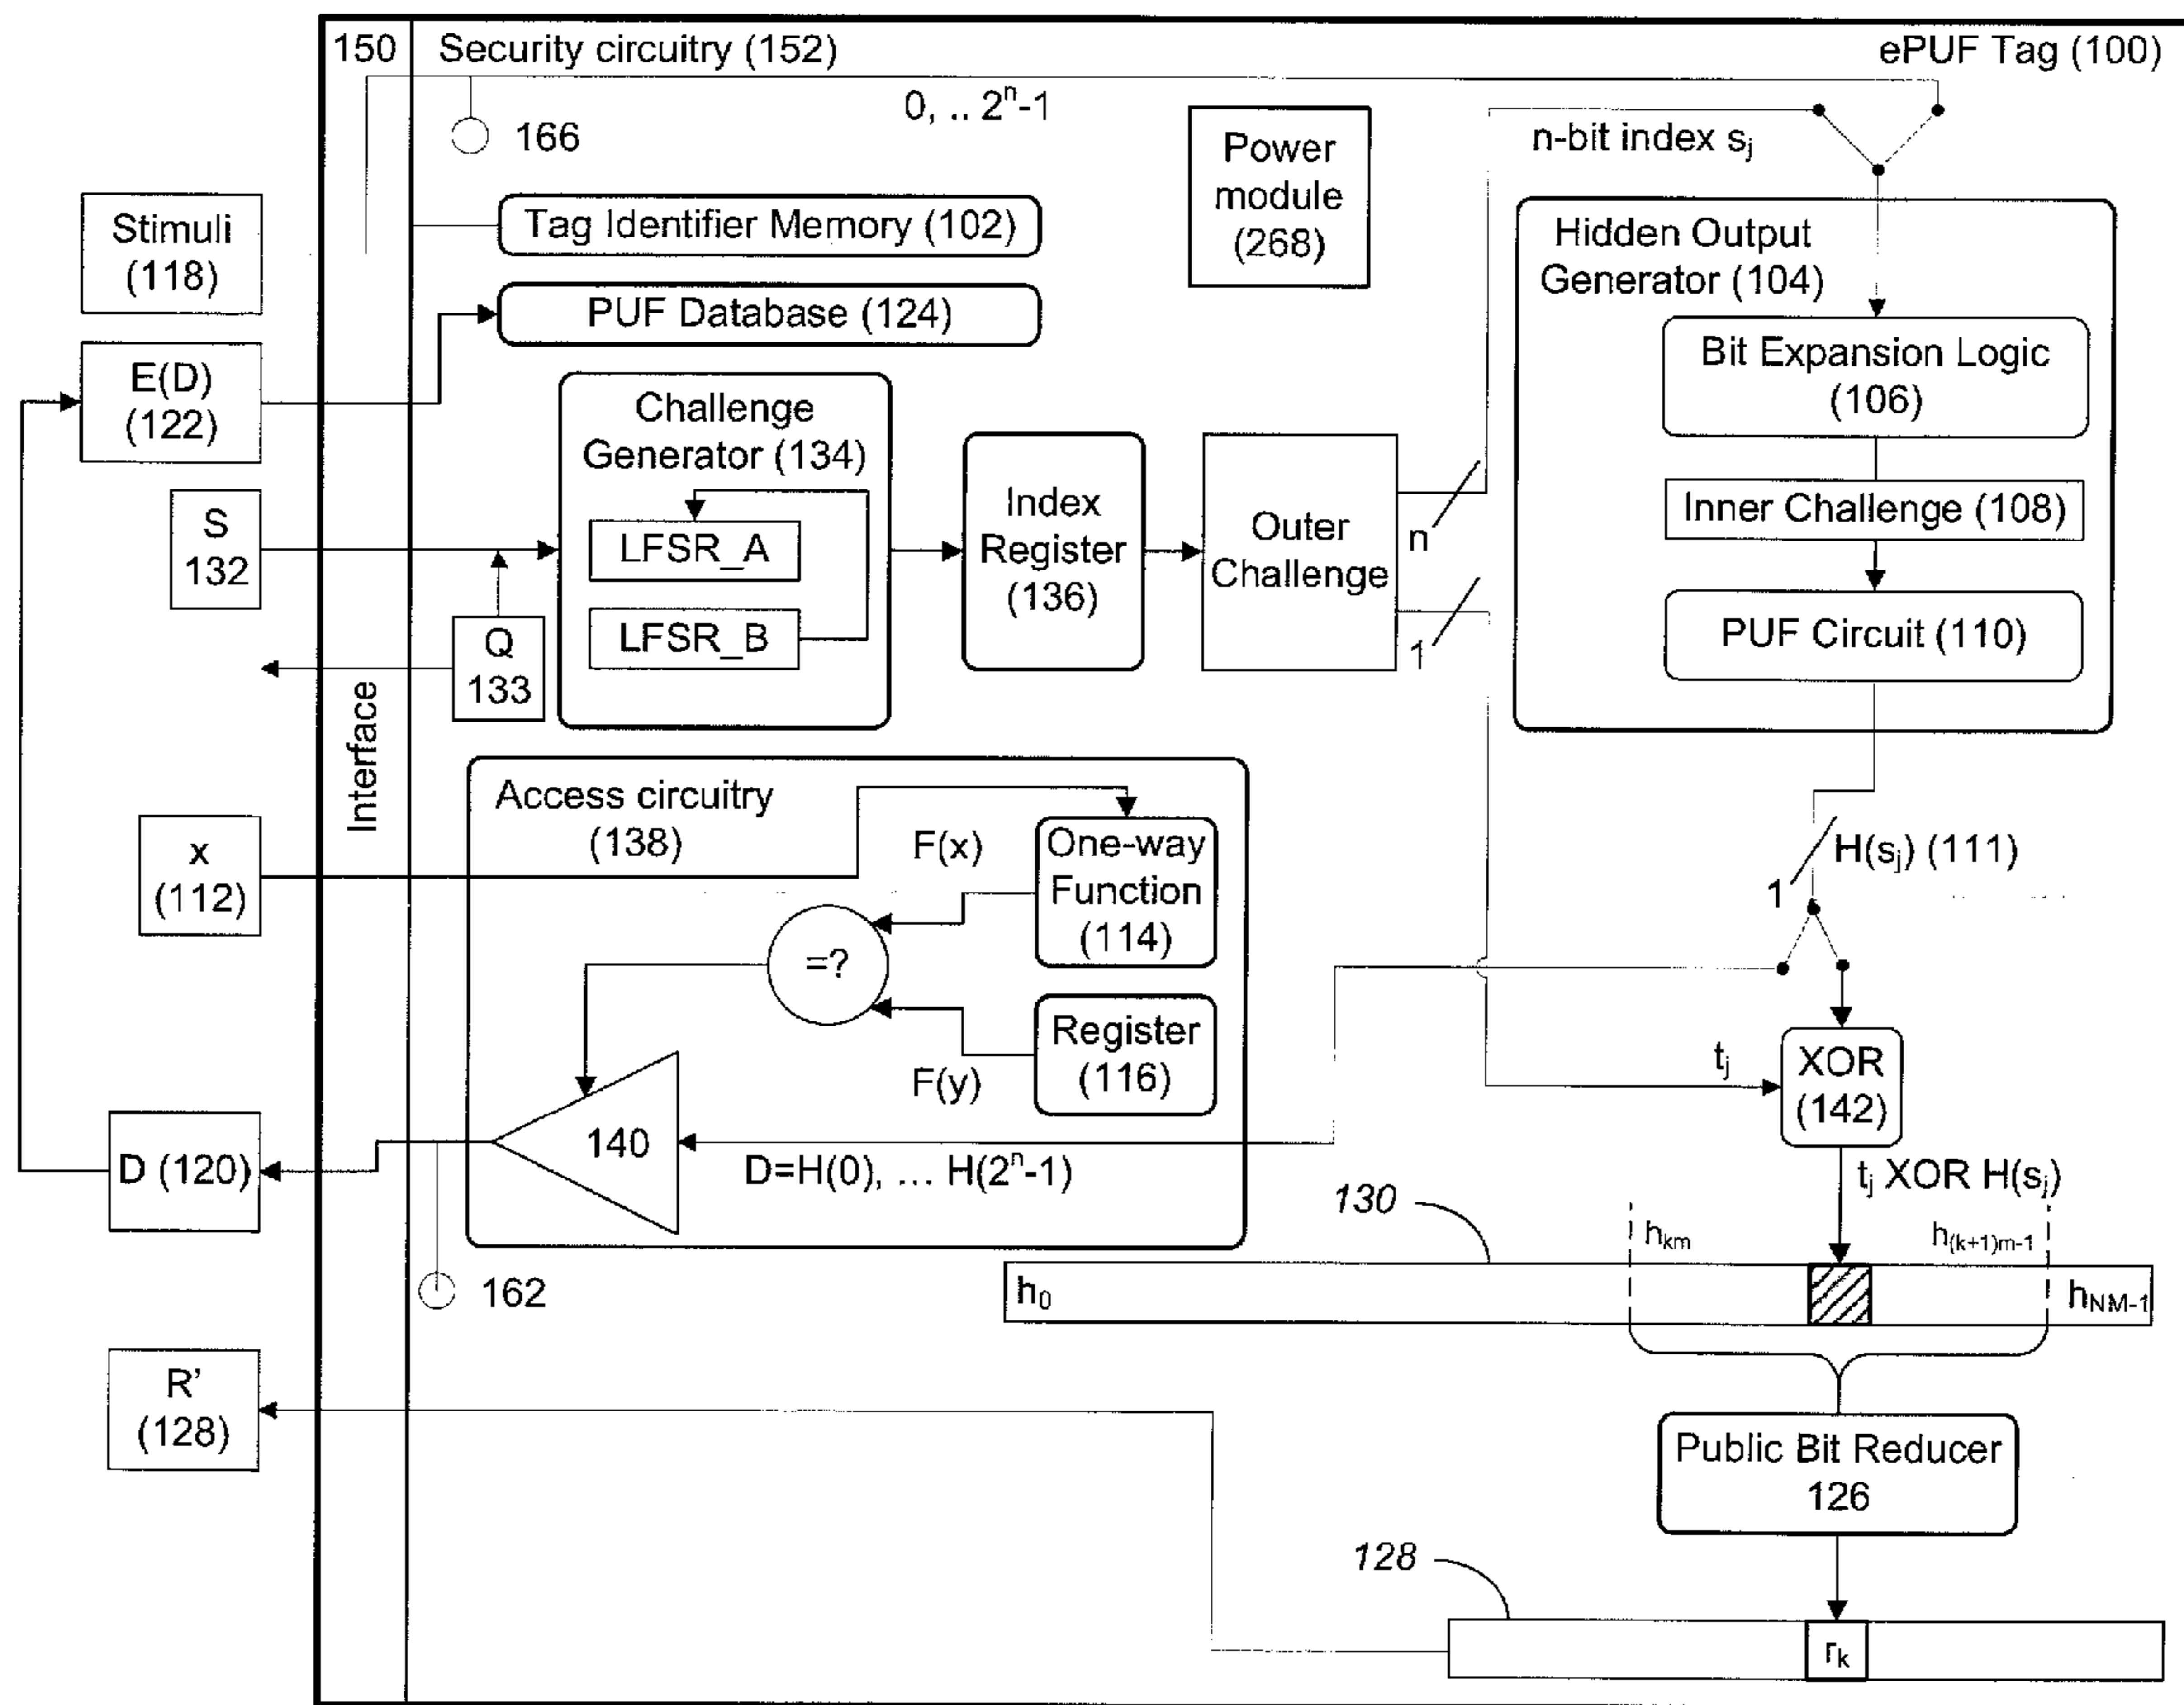 150
Security circuitry (152)
ePUF Tag (100)
0, .. 2ⁿ-1
166
n-bit index sⱼ
Power
module
(268)
Stimuli
(118)
Tag Identifier Memory (102)
Hidden Output
Generator (104)
PUF Database (124)
Bit Expansion Logic
(106)
E(D)
(122)
Challenge
Generator (134)
Inner Challenge (108)
S
132
LFSR_A
Index
Register
(136)
Outer
Challenge
n
LFSR_B
1
PUF Circuit (110)
Q
133
Interface
Access circuitry
(138)
x
(112)
F(x)
One-way
Function
(114)
H(sⱼ) (111)
1
=?
Register
(116)
F(y)
tⱼ
XOR
(142)
140
D (120)
D=H(0), ... H(2ⁿ-1)
tⱼ XOR H(sⱼ)
130
h₀
hₖₘ
h₍ₖ₊₁₎ₘ₋₁
h_NM-1
162
R'
(128)
Public Bit Reducer
126
128
rₖ